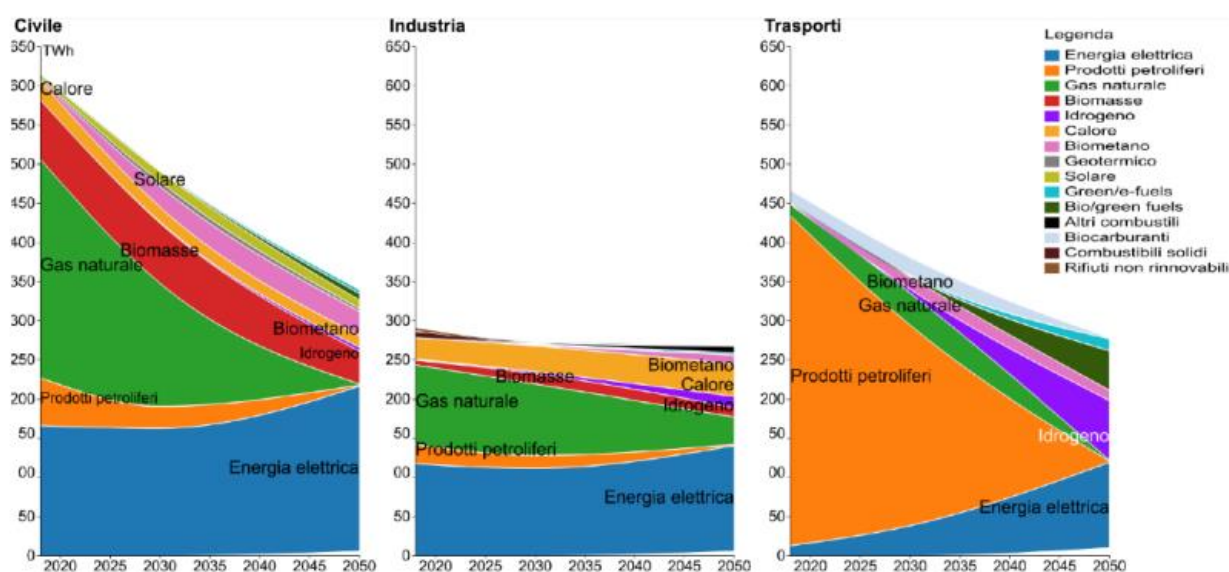 Civile
TWh
650
600
550
500
450
400
350
300
250
200
50
00
50
0
Calore
Solare
Biomasse
Gas naturale
Biometano
Idrogeno
Prodotti petroliferi
Energia elettrica
2020 2025 2030 2035 2040 2045 2050
Industria
650
600
550
500
450
400
350
300
250
200
50
00
50
0
Biometano
Biomasse
Calore
Gas naturale
Idrogeno
Prodotti petroliferi
Energia elettrica
2020 2025 2030 2035 2040 2045 2050
Trasporti
650
600
550
500
450
400
350
300
250
200
50
00
50
0
Biometano
Gas naturale
Prodotti petroliferi
Idrogeno
Energia elettrica
2020 2025 2030 2035 2040 2045 2050
Legenda
Energia elettrica
Prodotti petroliferi
Gas naturale
Biomasse
Idrogeno
Calore
Biometano
Geotermico
Solare
Green/e-fuels
Bio/green fuels
Altri combustili
Biocarburanti
Combustibili solidi
Rifiuti non rinnovabili